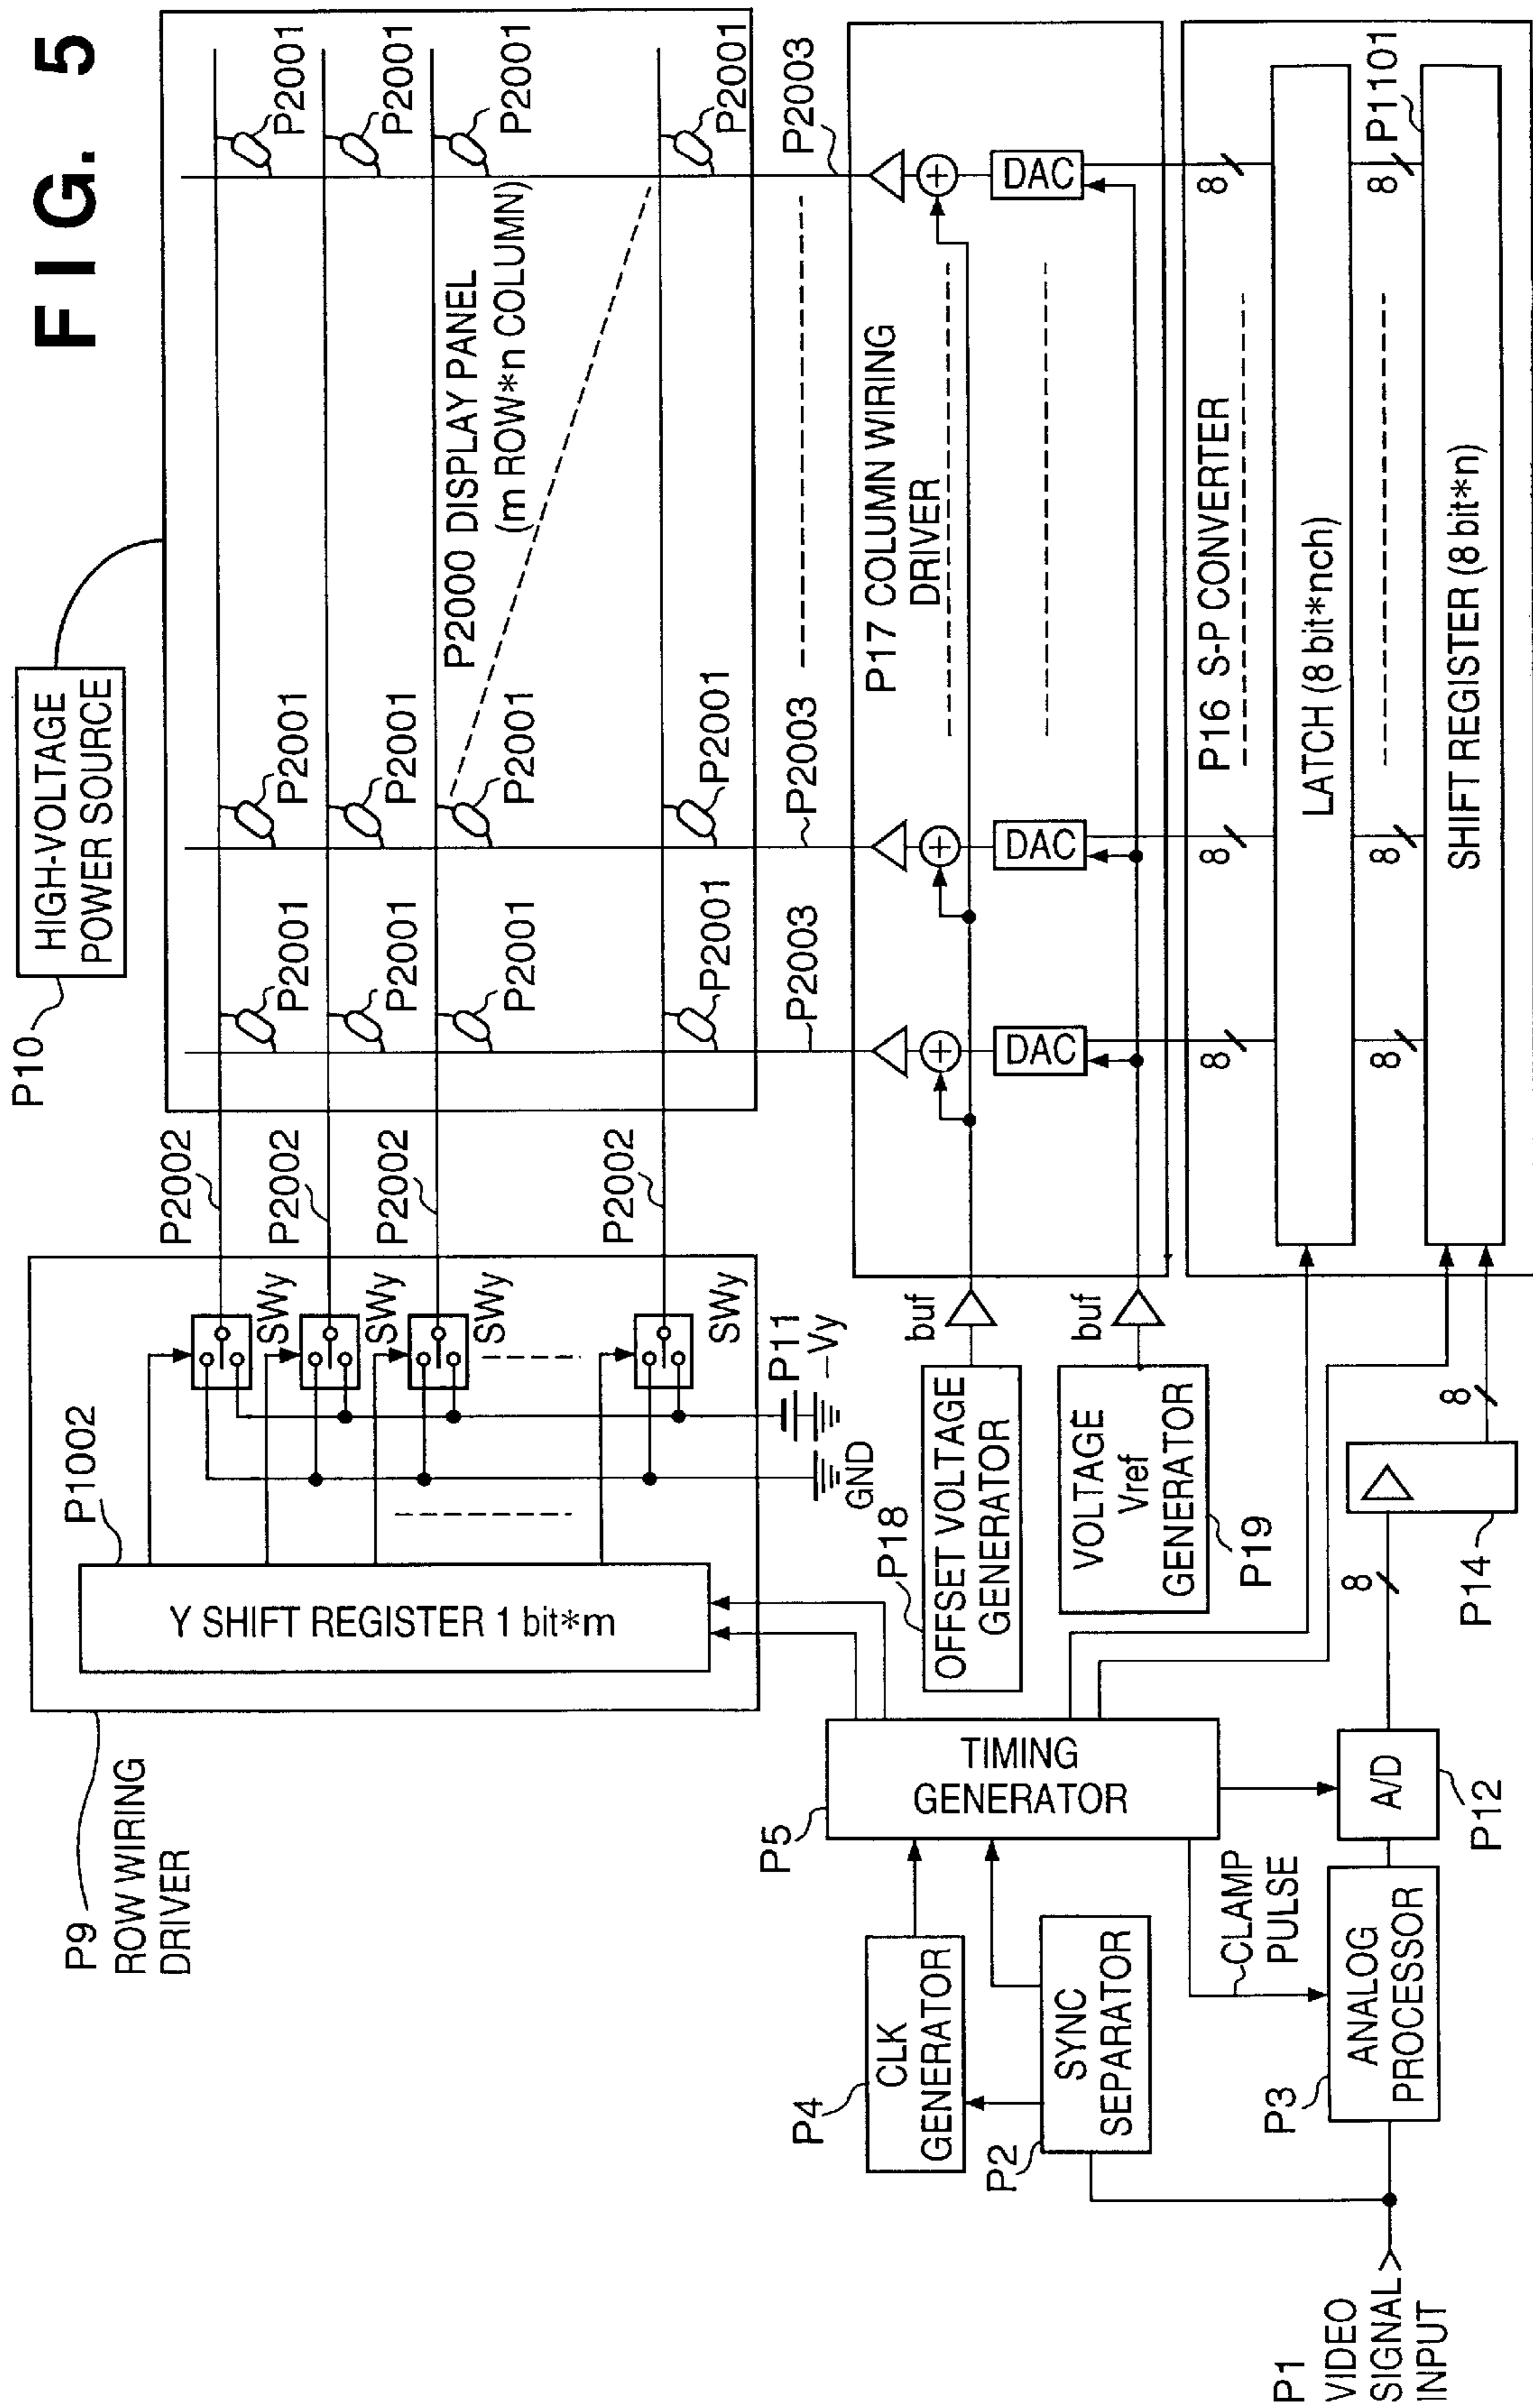 FIG. 5
P10
HIGH-VOLTAGE
POWER SOURCE
P2001
P2001
P2001
P2001
P2001
P2001
P2001
P2001
P2001
P2001
P2001
P2001
P2000 DISPLAY PANEL
(m ROW*n COLUMN)
P2002
P2002
P2002
P2002
P2003
P2003
P2003
P9
ROW WIRING
DRIVER
P1002
Y SHIFT REGISTER 1 bit*m
SWy
SWy
SWy
SWy
P11
-Vy
GND
P17 COLUMN WIRING
DRIVER
DAC
DAC
DAC
buf
buf
P18
OFFSET VOLTAGE
GENERATOR
VOLTAGE
Vref
GENERATOR
P19
P16 S-P CONVERTER
8
8
8
LATCH (8 bit*nch)
8
8
8
P1101
SHIFT REGISTER (8 bit*n)
P5
TIMING
GENERATOR
P4
CLK
GENERATOR
P2
SYNC
SEPARATOR
CLAMP
PULSE
P3
ANALOG
PROCESSOR
A/D
P12
8
P14
8
P1
VIDEO
SIGNAL
INPUT